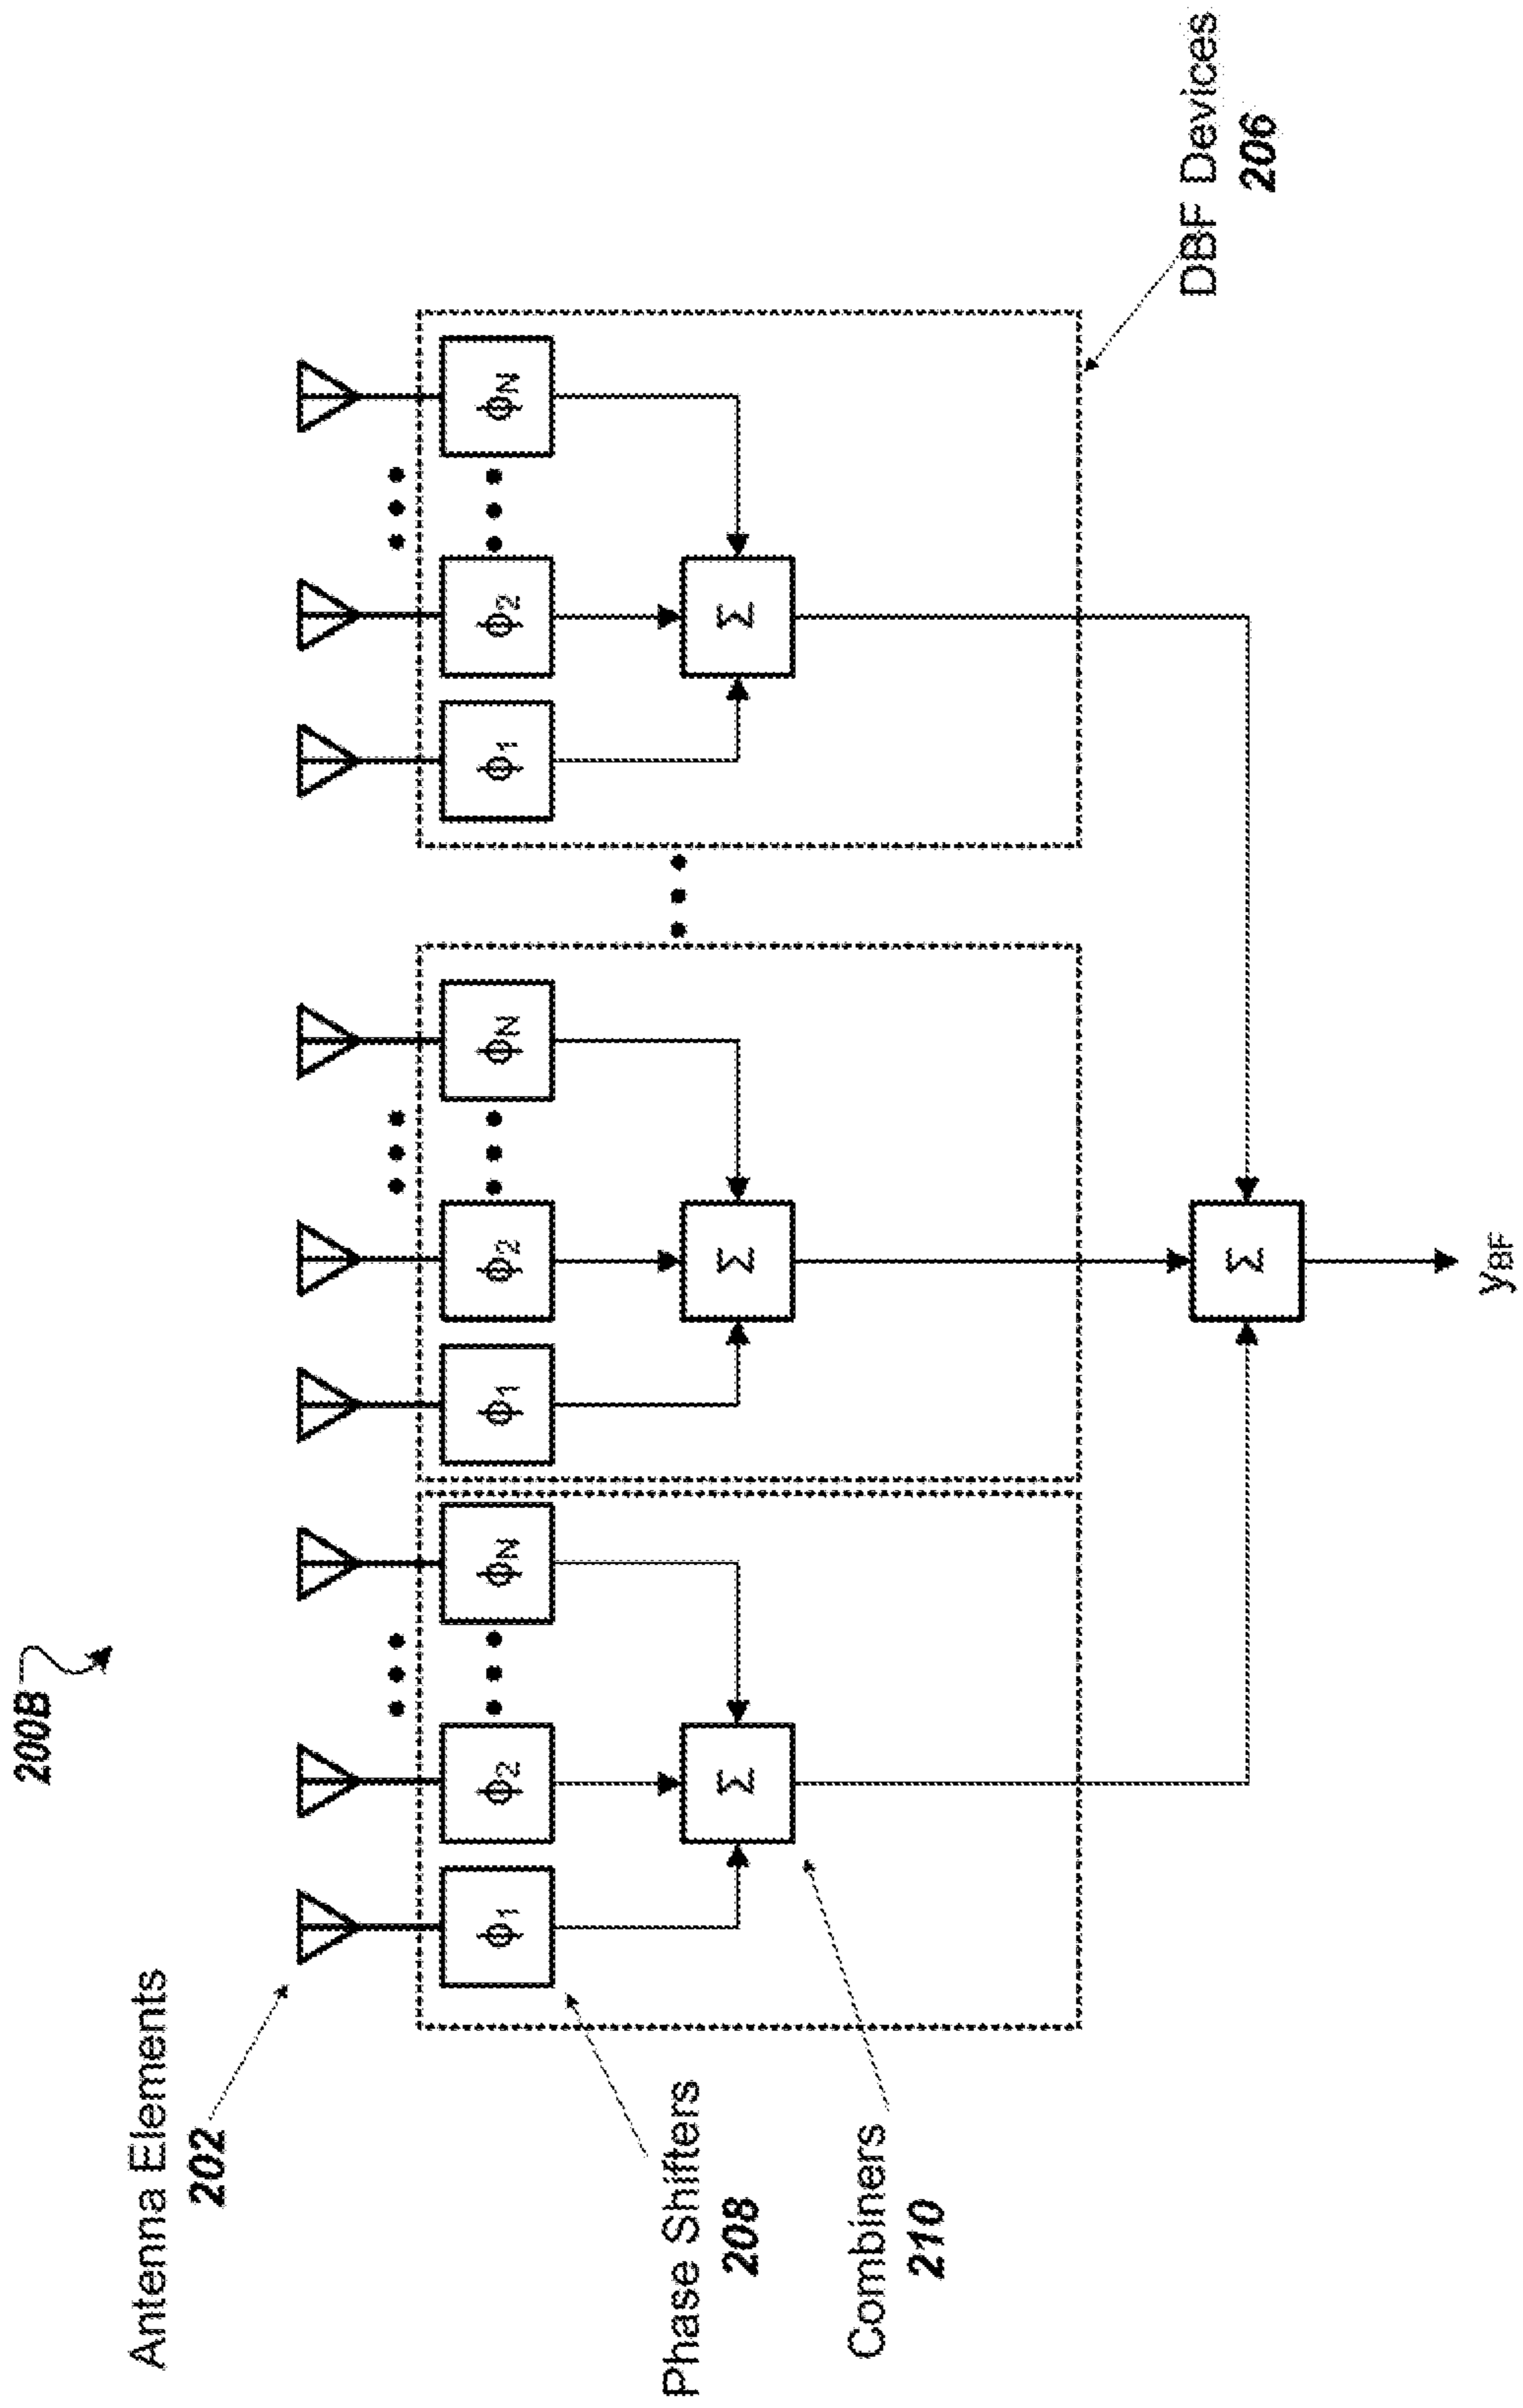 200B
Antenna Elements
202
ϕ1
ϕ2
ϕN
ϕ1
ϕ2
ϕN
ϕ1
ϕ2
ϕN
Phase Shifters
208
Σ
Σ
Σ
Combiners
210
DBF Devices
206
Σ
yBF